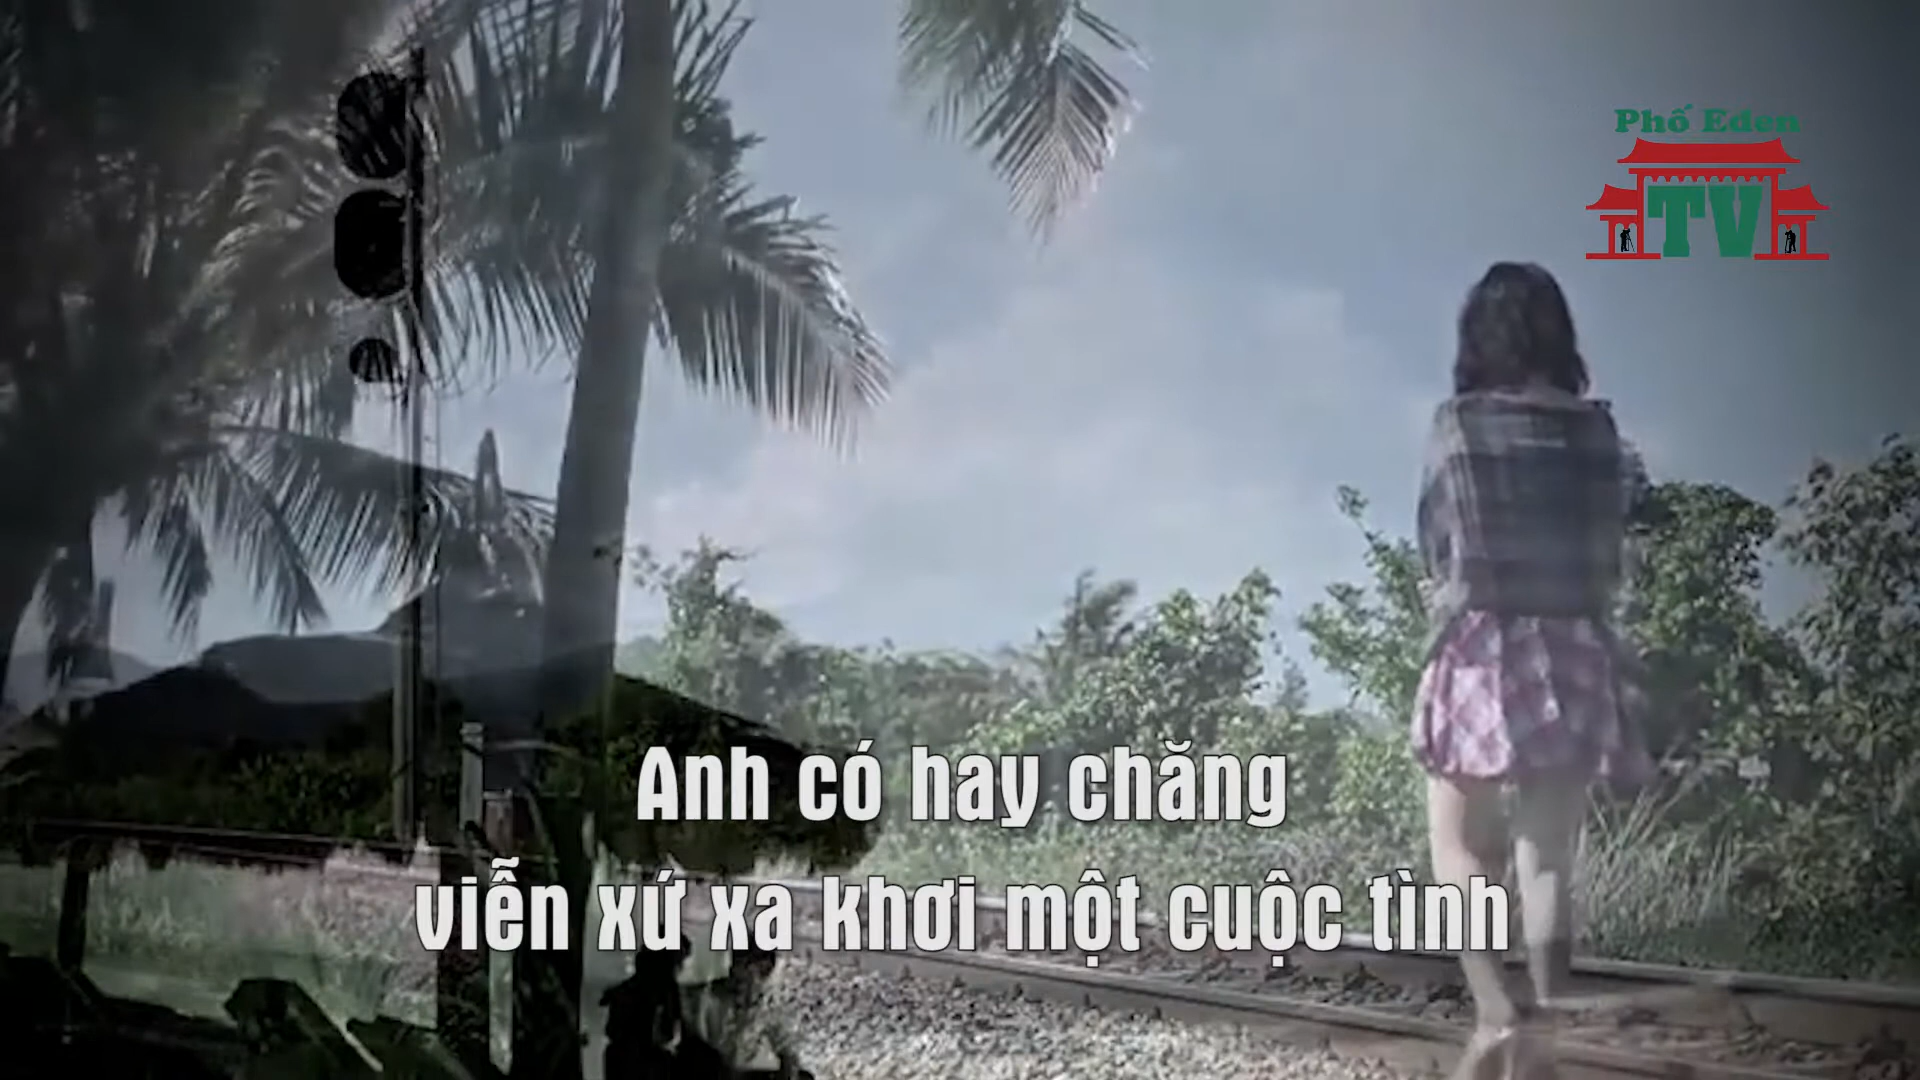 Phố Eden
TV
Anh có hay chăng
viễn xứ xa khơi một cuộc tình